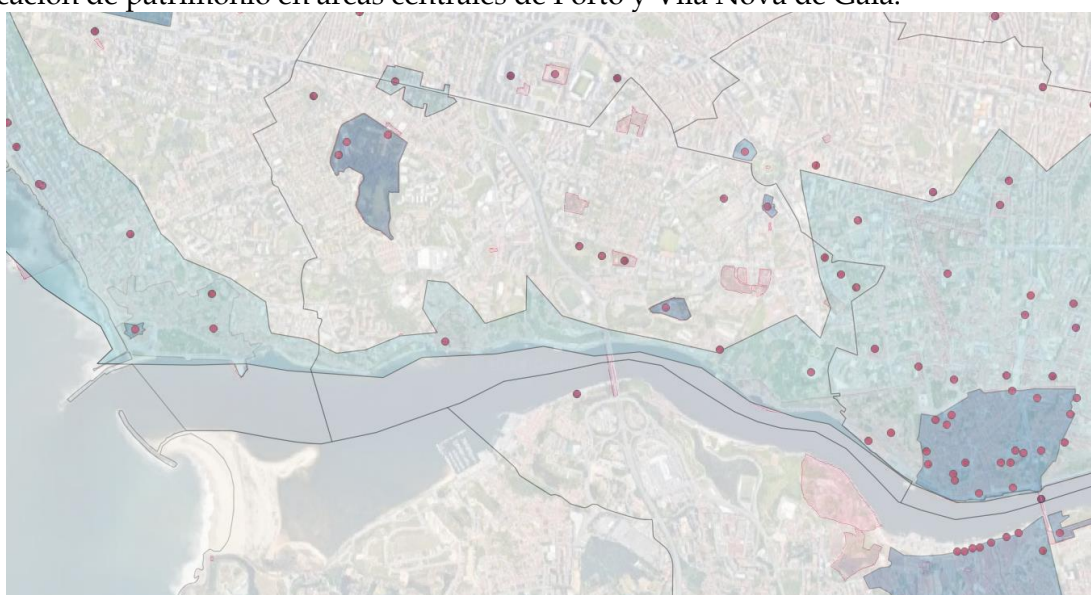 de patrimonio en áreas centrales de Porto y Vila Nova de Gaia.